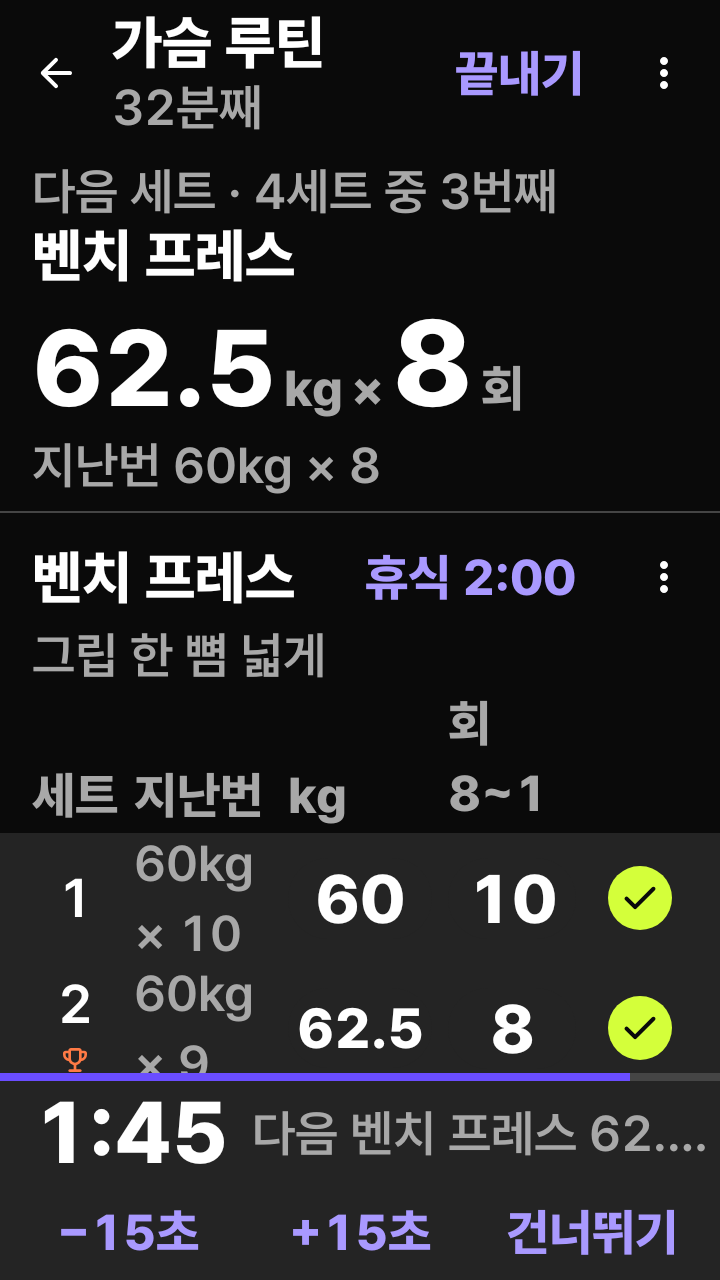 가슴 루틴
32분째
끝내기
다음 세트 · 4세트 중 3번째
벤치 프레스
62.5 kg × 8 회
지난번 60kg × 8
벤치 프레스 휴식 2:00
그립 한 뼘 넓게
회
세트 지난번 kg 8~1
1 60kg × 10 60 10
2 60kg × 9 62.5 8
1:45 다음 벤치 프레스 62....
−15초 +15초 건너뛰기